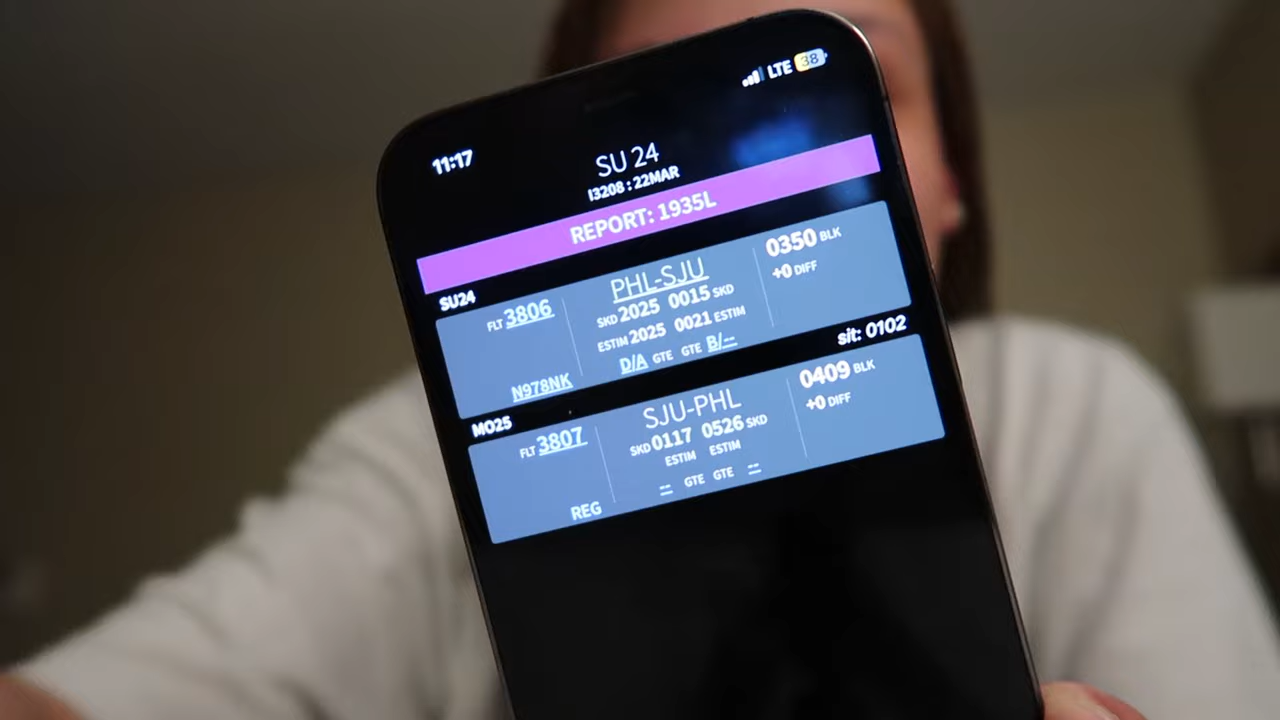 11:17
LTE 38
SU 24
I3208 : 22MAR
REPORT: 1935L
SU24
FLT 3806
PHL-SJU
SKD 2025 0015 SKD
ESTIM 2025 0021 ESTIM
D/A GTE GTE B/--
0350 BLK
+0 DIFF
N978NK
sit: 0102
MO25
FLT 3807
SJU-PHL
SKD 0117 0526 SKD
ESTIM ESTIM
-- GTE GTE --
0409 BLK
+0 DIFF
REG